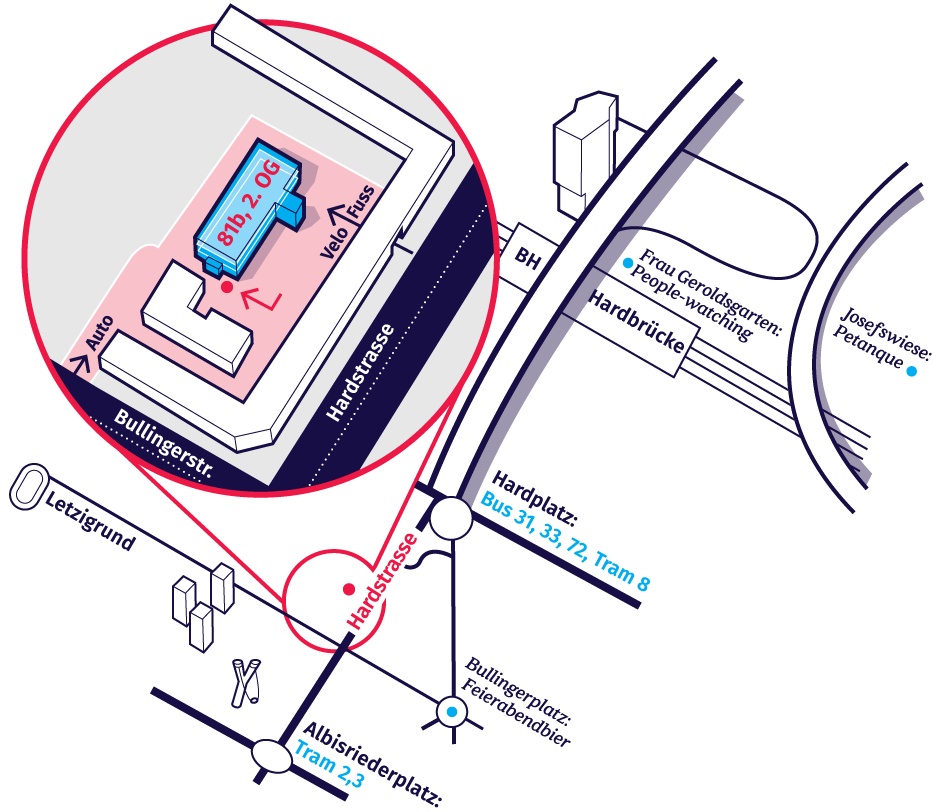 81b, 2. OG
Velo
Fuss
Auto
Hardstrasse
Bullingerstr.
BH
Hardbrücke
Frau Geroldsgarten:
People-watching
Josefswiese:
Petanque
Hardplatz:
Bus 31, 33, 72, Tram 8
Letzigrund
Hardstrasse
Bullingerplatz:
Feierabendbier
Albisriederplatz:
Tram 2,3